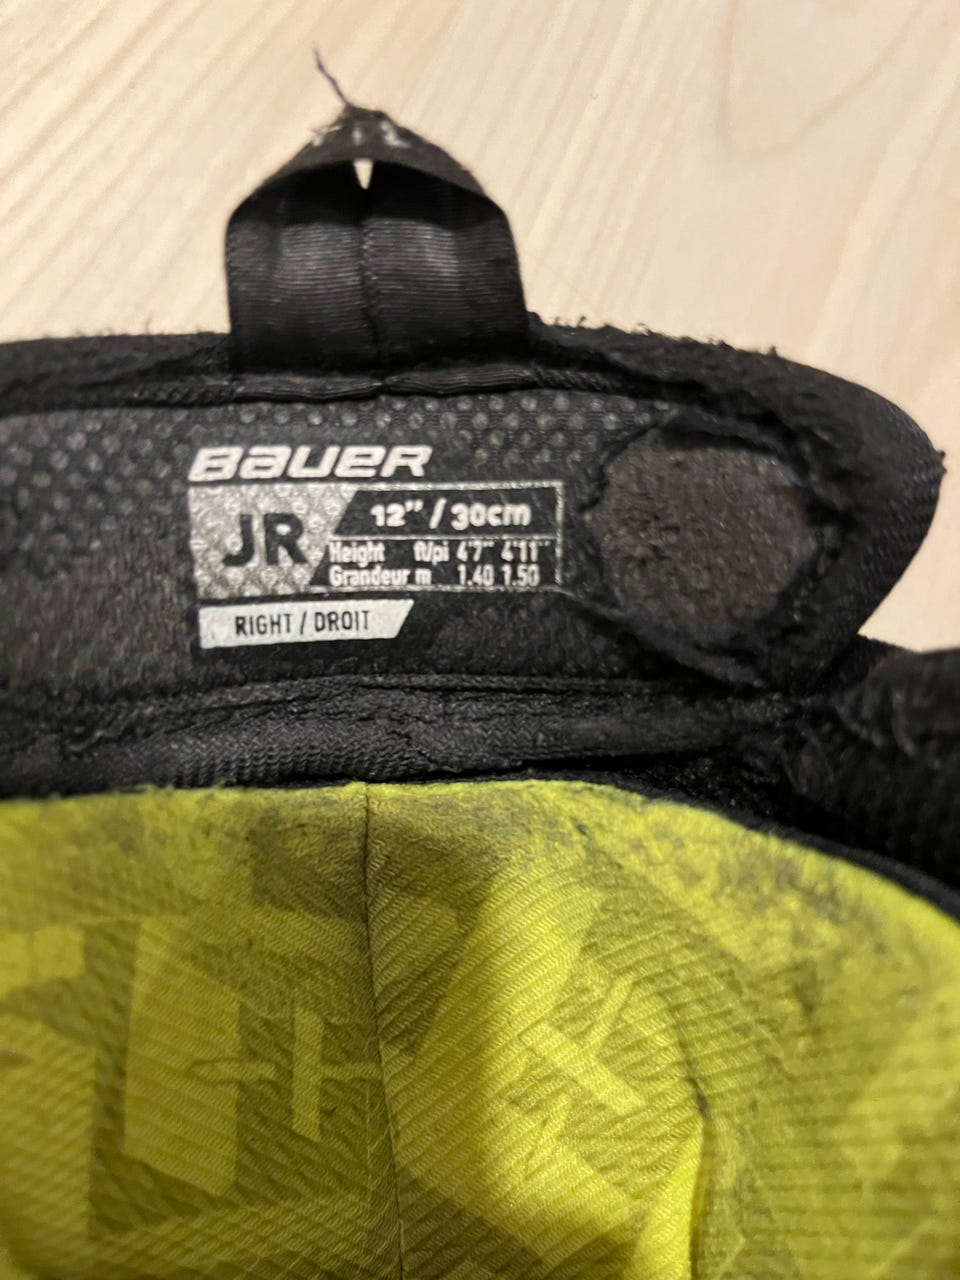 BAUER
JR
12" / 30cm
Height ft/pi 4'7" 4'11"
Grandeur m 1.40 1.50
RIGHT / DROIT